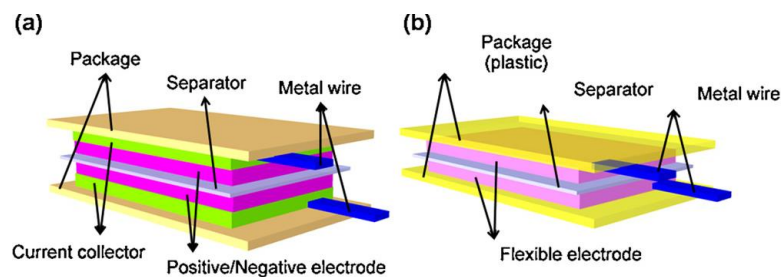 (a)
Package
Separator
Metal wire
Current collector
Positive/Negative electrode
(b)
Package
(plastic)
Separator
Metal wire
Flexible electrode